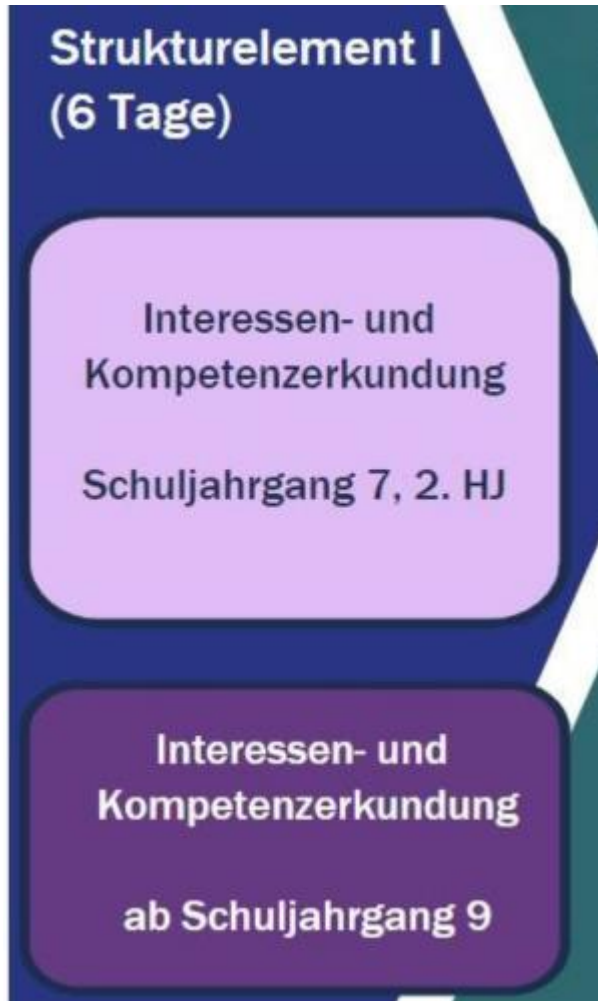 Strukturelement I
(6 Tage)
Interessen- und
Kompetenzerkundung
Schuljahrgang 7, 2. HJ
Interessen- und
Kompetenzerkundung
ab Schuljahrgang 9